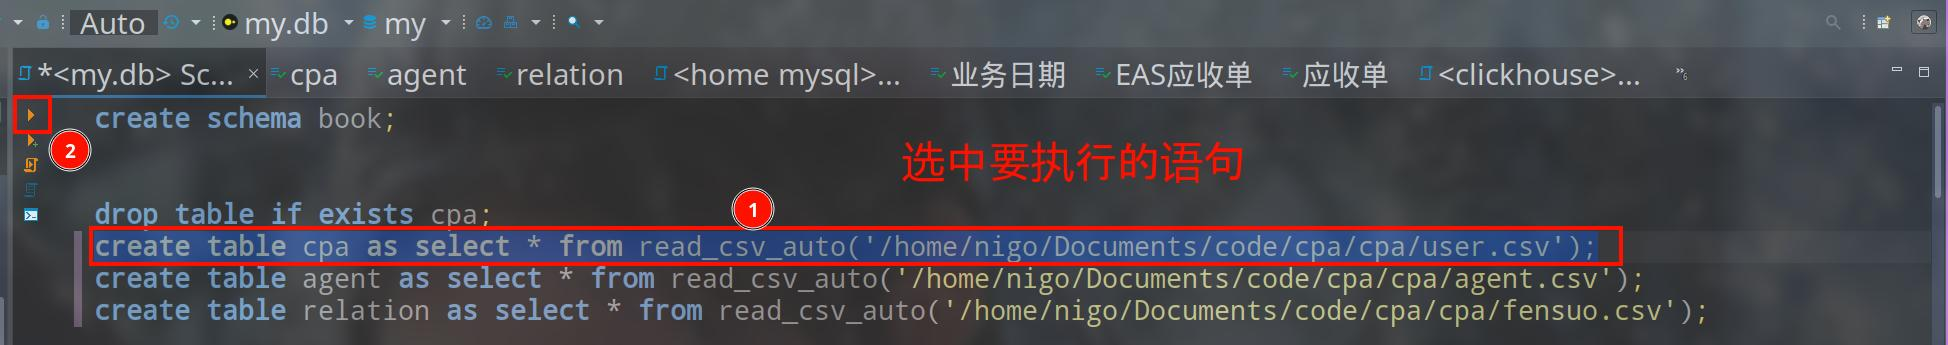 Auto my.db my
*<my.db> Sc... × cpa agent relation <home mysql>... 业务日期 EAS应收单 应收单 <clickhouse>... »6
create schema book;
2
选中要执行的语句
1
drop table if exists cpa;
create table cpa as select * from read_csv_auto('/home/nigo/Documents/code/cpa/cpa/user.csv');
create table agent as select * from read_csv_auto('/home/nigo/Documents/code/cpa/cpa/agent.csv');
create table relation as select * from read_csv_auto('/home/nigo/Documents/code/cpa/cpa/fensuo.csv');